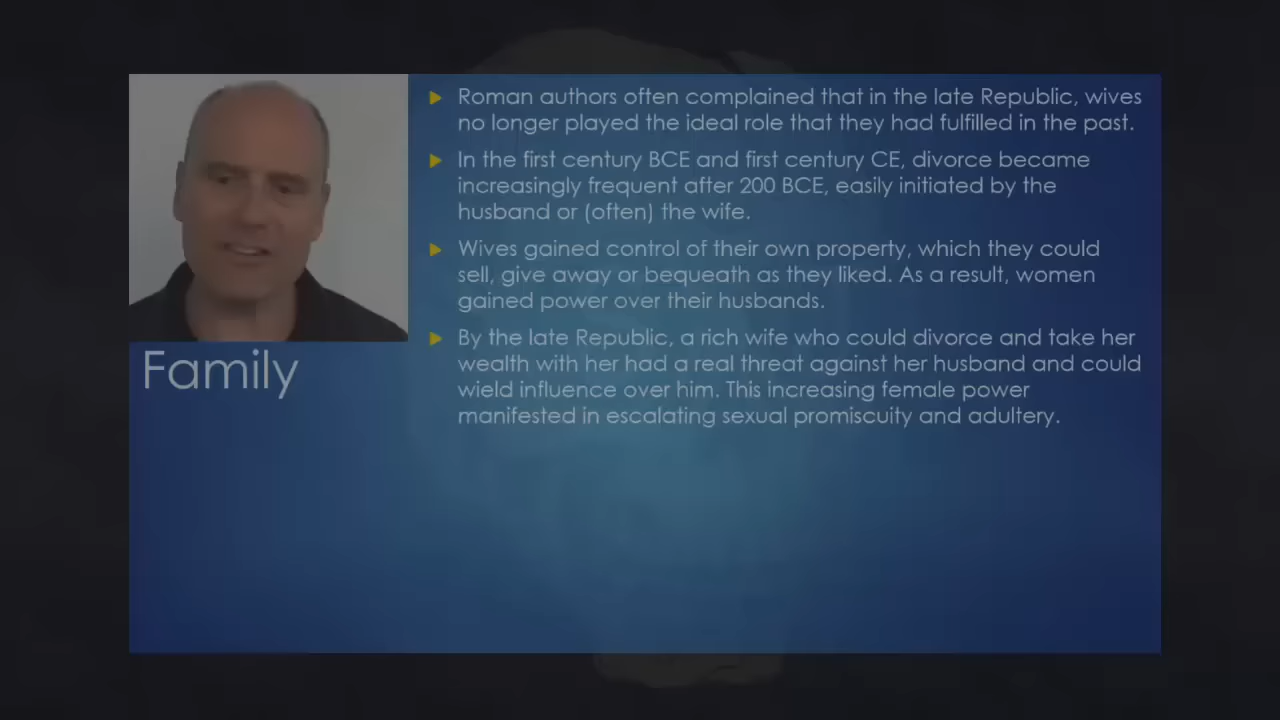 Roman authors often complained that in the late Republic, wives
no longer played the ideal role that they had fulfilled in the past.
In the first century BCE and first century CE, divorce became
increasingly frequent after 200 BCE, easily initiated by the
husband or (often) the wife.
Wives gained control of their own property, which they could
sell, give away or bequeath as they liked. As a result, women
gained power over their husbands.
By the late Republic, a rich wife who could divorce and take her
wealth with her had a real threat against her husband and could
wield influence over him. This increasing female power
manifested in escalating sexual promiscuity and adultery.
Family